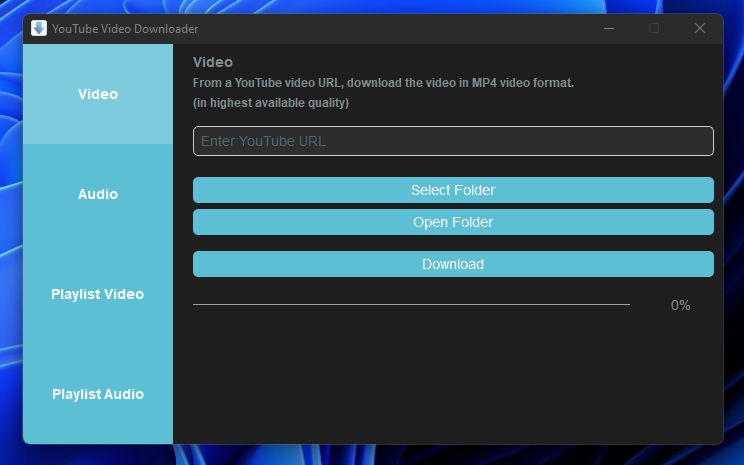 YouTube Video Downloader
Video
Audio
Playlist Video
Playlist Audio
Video
From a YouTube video URL, download the video in MP4 video format.
(in highest available quality)
Enter YouTube URL
Select Folder
Open Folder
Download
0%